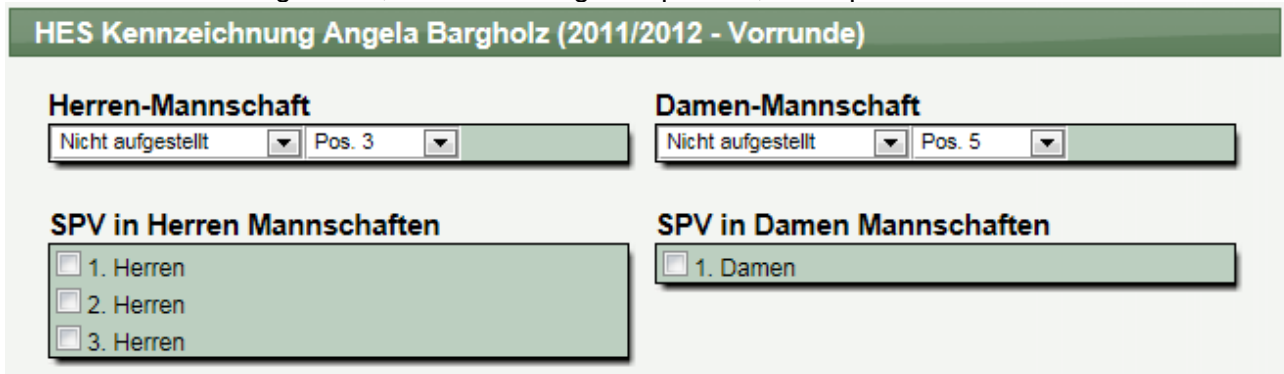 HES Kennzeichnung Angela Bargholz (2011/2012 - Vorrunde)
Herren-Mannschaft
Nicht aufgestellt Pos. 3
Damen-Mannschaft
Nicht aufgestellt Pos. 5
SPV in Herren Mannschaften
1. Herren
2. Herren
3. Herren
SPV in Damen Mannschaften
1. Damen